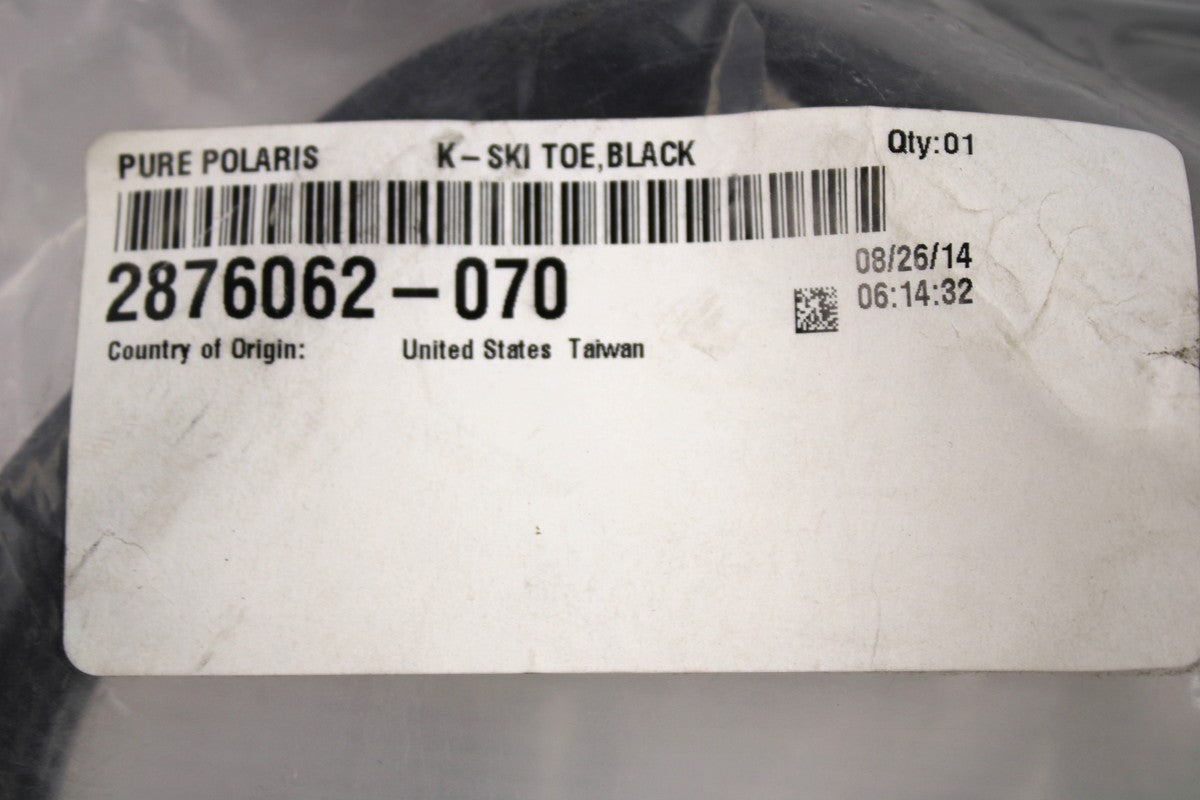 PURE POLARIS K-SKI TOE,BLACK Qty:01
2876062-070
08/26/14
06:14:32
Country of Origin: United States Taiwan